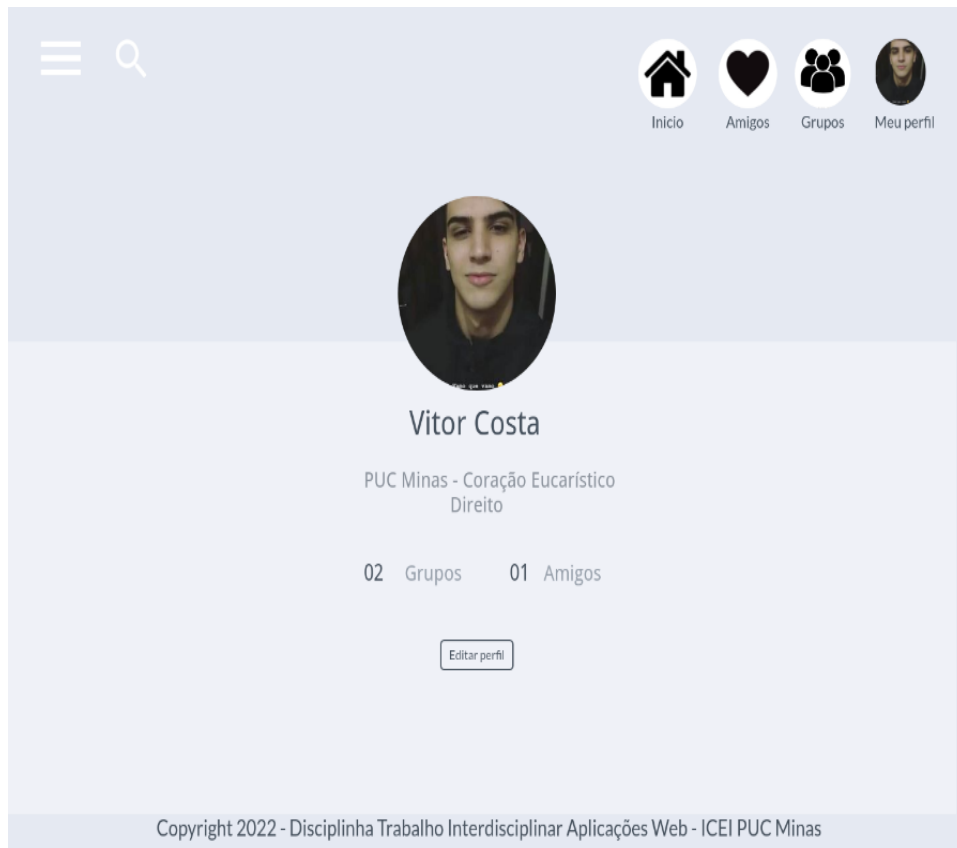 Inicio
Amigos
Grupos
Meu perfil
Vitor Costa
PUC Minas - Coração Eucarístico
Direito
02 Grupos 01 Amigos
Editar perfil
Copyright 2022 - Disciplinha Trabalho Interdisciplinar Aplicações Web - ICEI PUC Minas